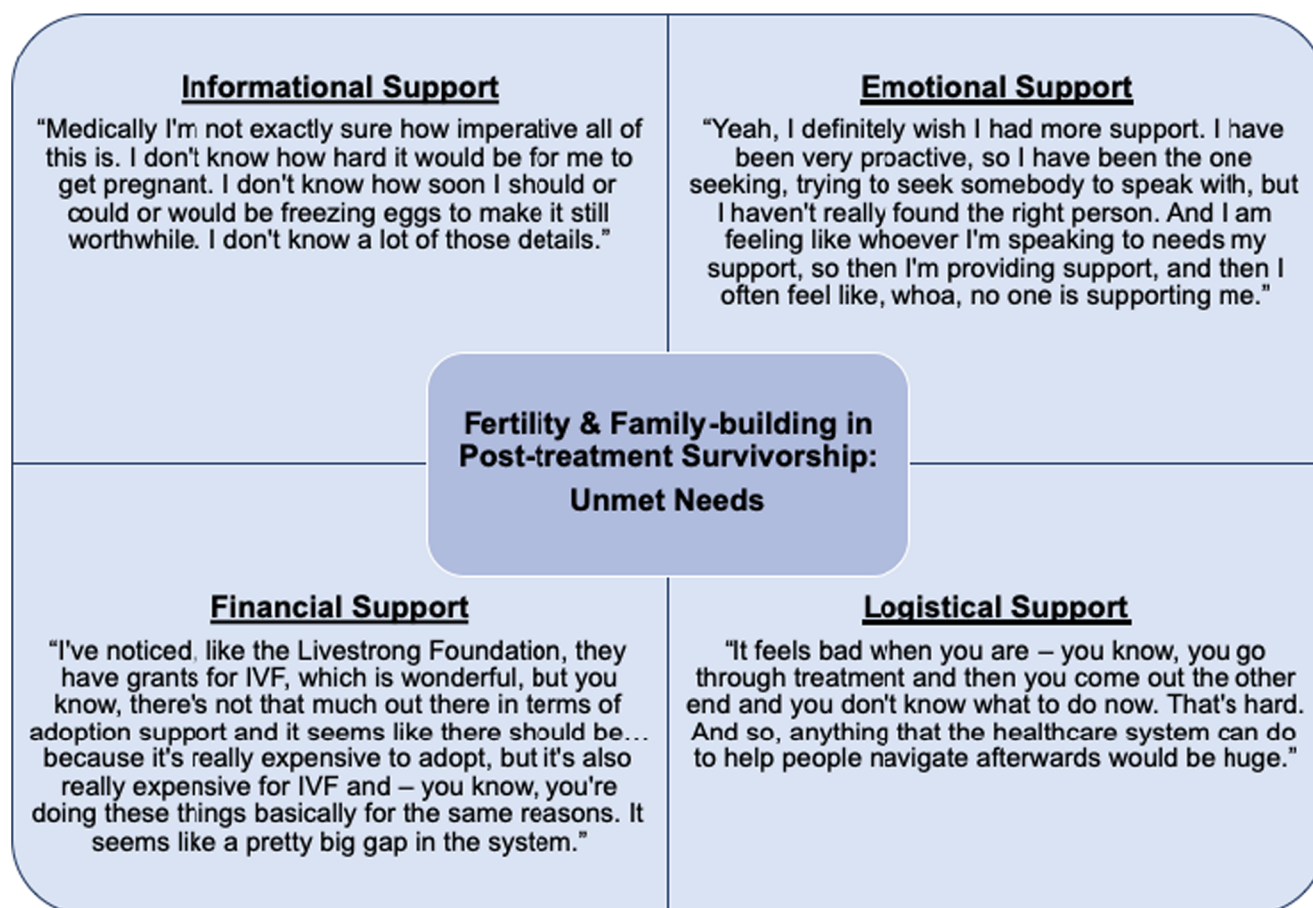 Informational Support
“Medically I'm not exactly sure how imperative all of
this is. I don't know how hard it would be for me to
get pregnant. I don't know how soon I should or
could or would be freezing eggs to make it still
worthwhile. I don't know a lot of those details.”
Emotional Support
“Yeah, I definitely wish I had more support. I have
been very proactive, so I have been the one
seeking, trying to seek somebody to speak with, but
I haven't really found the right person. And I am
feeling like whoever I'm speaking to needs my
support, so then I'm providing support, and then I
often feel like, whoa, no one is supporting me.”
Fertility & Family-building in
Post-treatment Survivorship:
Unmet Needs
Financial Support
“I've noticed, like the Livestrong Foundation, they
have grants for IVF, which is wonderful, but you
know, there's not that much out there in terms of
adoption support and it seems like there should be…
because it's really expensive to adopt, but it's also
really expensive for IVF and – you know, you're
doing these things basically for the same reasons. It
seems like a pretty big gap in the system.”
Logistical Support
“It feels bad when you are – you know, you go
through treatment and then you come out the other
end and you don't know what to do now. That's hard.
And so, anything that the healthcare system can do
to help people navigate afterwards would be huge.”